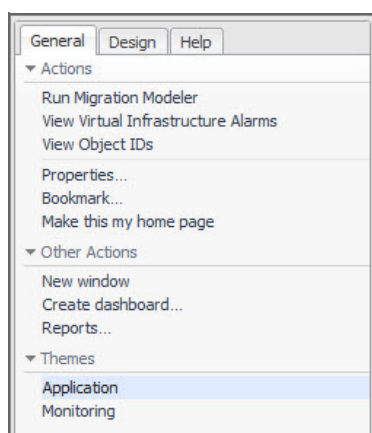 General Design Help
Actions
Run Migration Modeler
View Virtual Infrastructure Alarms
View Object IDs
Properties...
Bookmark...
Make this my home page
Other Actions
New window
Create dashboard...
Reports...
Themes
Application
Monitoring